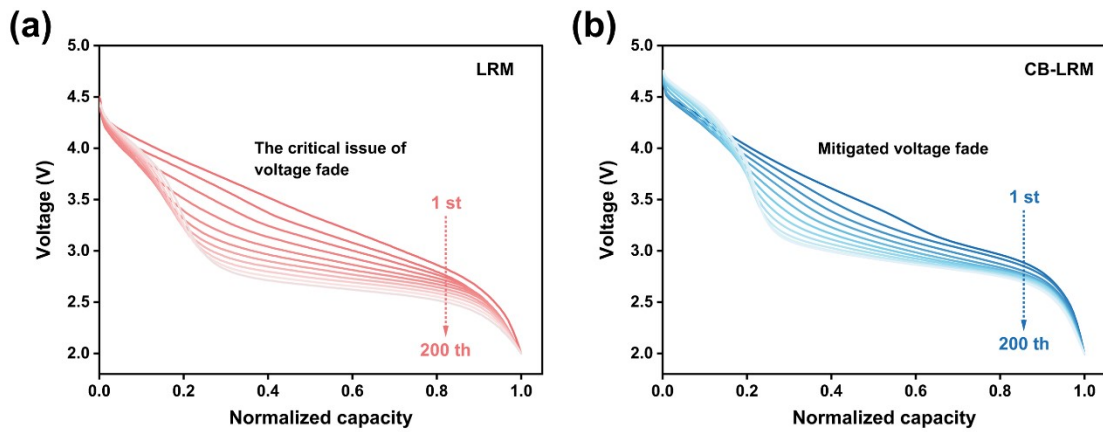 (a)
LRM
The critical issue of
voltage fade
1 st
200 th
5.0
4.5
4.0
3.5
3.0
2.5
2.0
Voltage (V)
0.0 0.2 0.4 0.6 0.8 1.0
Normalized capacity
(b)
CB-LRM
Mitigated voltage fade
1 st
200 th
5.0
4.5
4.0
3.5
3.0
2.5
2.0
Voltage (V)
0.0 0.2 0.4 0.6 0.8 1.0
Normalized capacity